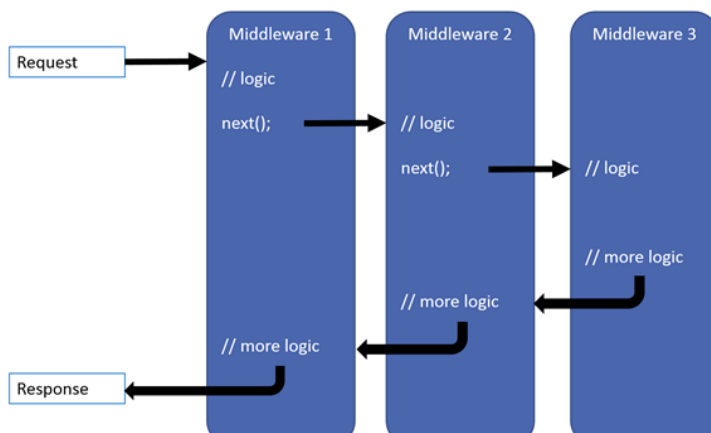 Middleware 1
Middleware 2
Middleware 3
Request
// logic
next();
// logic
next();
// logic
// more logic
// more logic
// more logic
Response